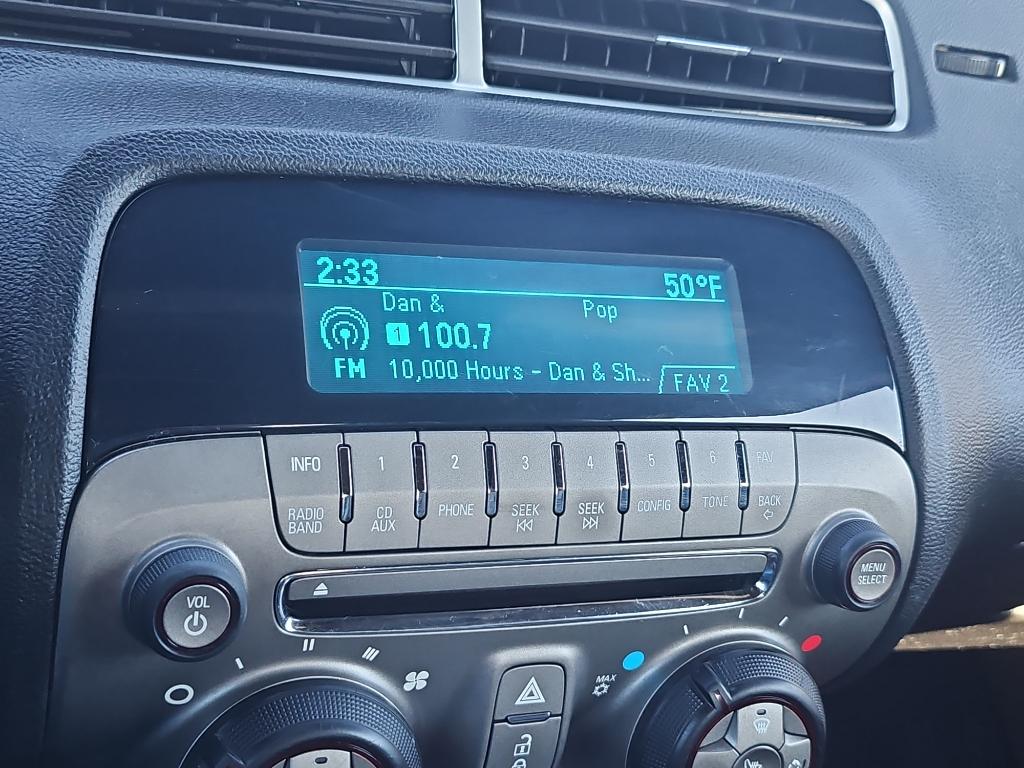 2:33 50°F
Dan & Pop
1 100.7
FM 10,000 Hours - Dan & Sh... FAV 2
INFO 1 2 3 4 5 6 FAV
RADIO BAND CD AUX PHONE SEEK SEEK CONFIG TONE BACK
VOL
MENU SELECT
MAX